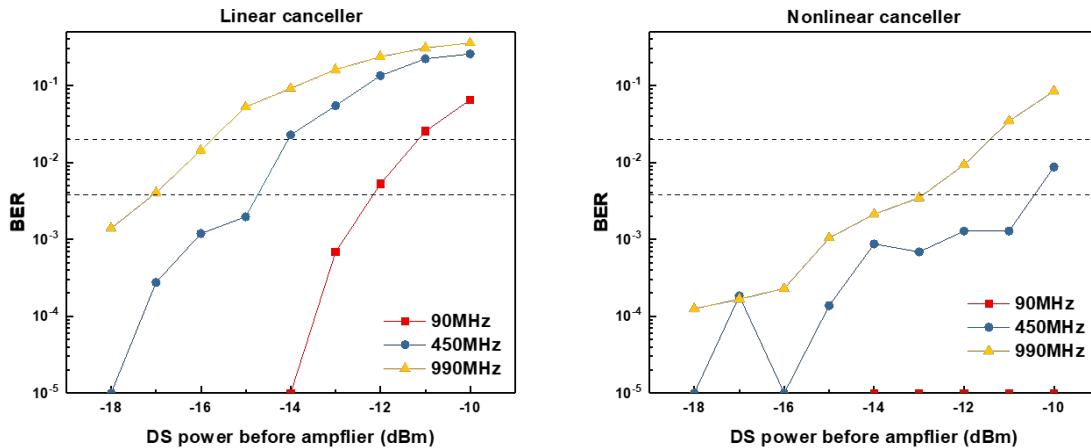 Linear canceller
BER
10^-1
10^-2
10^-3
10^-4
10^-5
90MHz
450MHz
990MHz
-18
-16
-14
-12
-10
DS power before ampflier (dBm)
Nonlinear canceller
BER
10^-1
10^-2
10^-3
10^-4
10^-5
90MHz
450MHz
990MHz
-18
-16
-14
-12
-10
DS power before ampflier (dBm)